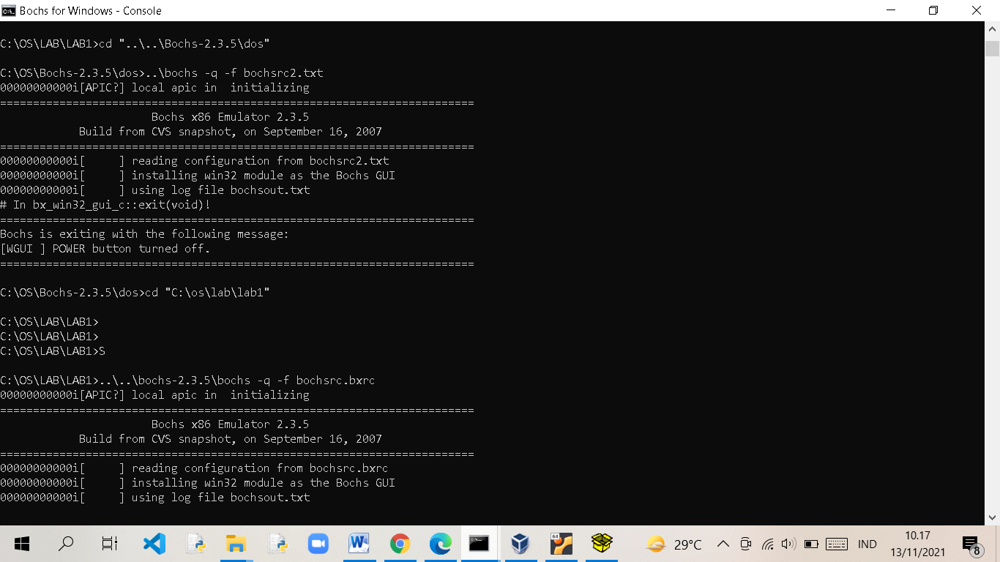 Bochs for Windows - Console
C:\OS\LAB\LAB1>cd "..\..\Bochs-2.3.5\dos"
C:\OS\Bochs-2.3.5\dos>..\bochs -q -f bochsrc2.txt
00000000000i[APIC?] local apic in  initializing
========================================================================
Bochs x86 Emulator 2.3.5
Build from CVS snapshot, on September 16, 2007
========================================================================
00000000000i[     ] reading configuration from bochsrc2.txt
00000000000i[     ] installing win32 module as the Bochs GUI
00000000000i[     ] using log file bochsout.txt
# In bx_win32_gui_c::exit(void)!
========================================================================
Bochs is exiting with the following message:
[WGUI ] POWER button turned off.
========================================================================
C:\OS\Bochs-2.3.5\dos>cd "C:\os\lab\lab1"
C:\OS\LAB\LAB1>
C:\OS\LAB\LAB1>
C:\OS\LAB\LAB1>S
C:\OS\LAB\LAB1>..\..\bochs-2.3.5\bochs -q -f bochsrc.bxrc
00000000000i[APIC?] local apic in  initializing
========================================================================
Bochs x86 Emulator 2.3.5
Build from CVS snapshot, on September 16, 2007
========================================================================
00000000000i[     ] reading configuration from bochsrc.bxrc
00000000000i[     ] installing win32 module as the Bochs GUI
00000000000i[     ] using log file bochsout.txt
64
29°C
IND
10.17
13/11/2021
8